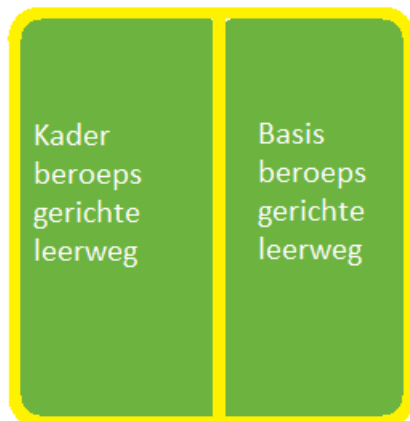 Kader
beroeps
gerichte
leerweg
Basis
beroeps
gerichte
leerweg